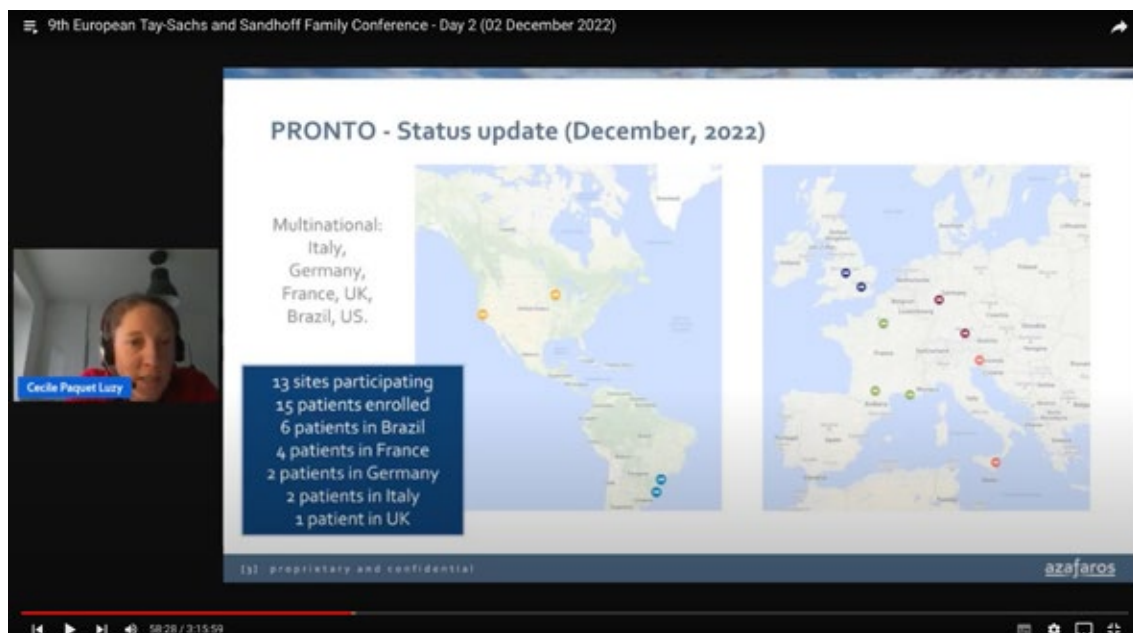 9th European Tay-Sachs and Sandhoff Family Conference - Day 2 (02 December 2022)
PRONTO - Status update (December, 2022)
Multinational:
Italy,
Germany,
France, UK,
Brazil, US.
Cecile Paquet Luzy
13 sites participating
15 patients enrolled
6 patients in Brazil
4 patients in France
2 patients in Germany
2 patients in Italy
1 patient in UK
[3] proprietary and confidential
azafaros
58:28 / 3:15:59